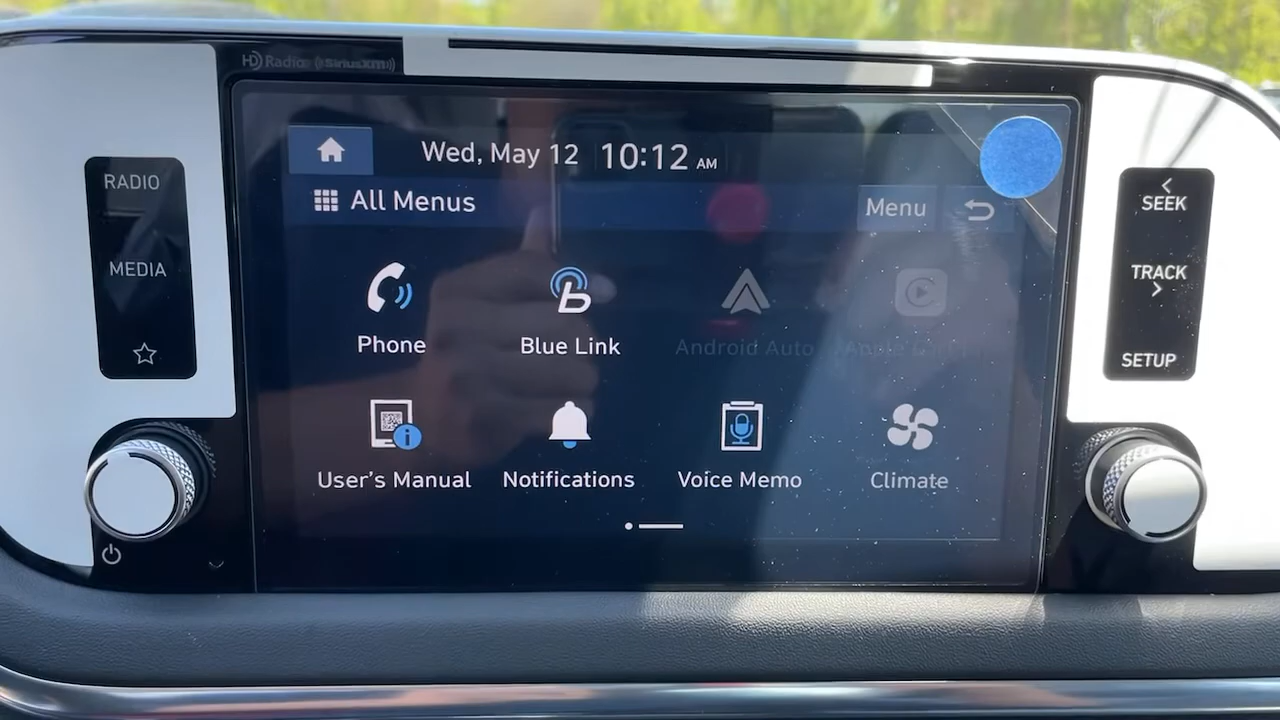 HD Radio ((SiriusXM))
RADIO
MEDIA
Wed, May 12 10:12 AM
All Menus
Menu
Phone
Blue Link
Android Auto
User's Manual
Notifications
Voice Memo
Climate
SEEK
TRACK
SETUP